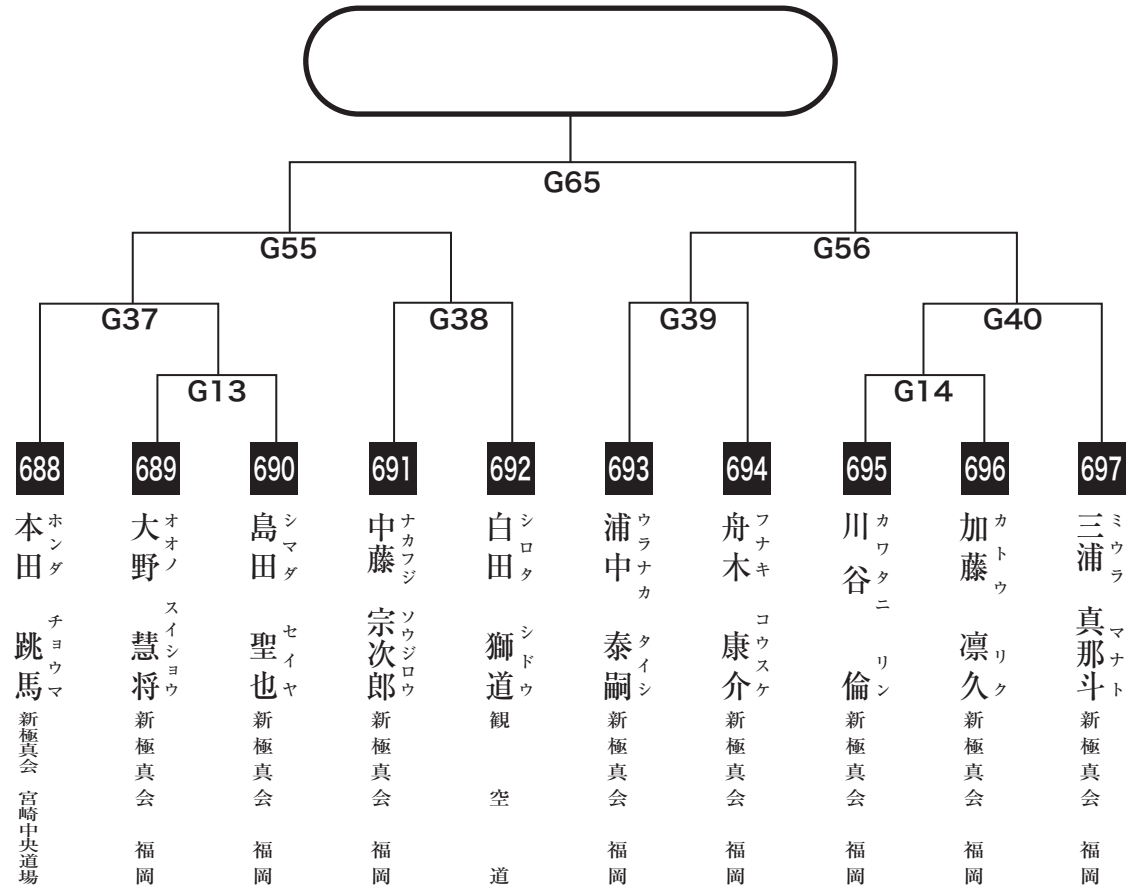 G65
G55
G56
G37
G38
G39
G40
G13
G14
688
689
690
691
692
693
694
695
696
697
本田 跳馬
ホンダ チョウマ
新極真会 宮崎中央道場
大野 慧将
オオノ スイショウ
新極真会 福岡
島田 聖也
シマダ セイヤ
新極真会 福岡
中藤 宗次郎
ナカフジ ソウジロウ
新極真会 福岡
白田 獅道
シロタ シドウ
観空道
浦中 泰嗣
ウラナカ タイシ
新極真会 福岡
舟木 康介
フナキ コウスケ
新極真会 福岡
川谷 倫
カワタニ リン
新極真会 福岡
加藤 凛久
カトウ リク
新極真会 福岡
三浦 真那斗
ミウラ マナト
新極真会 福岡